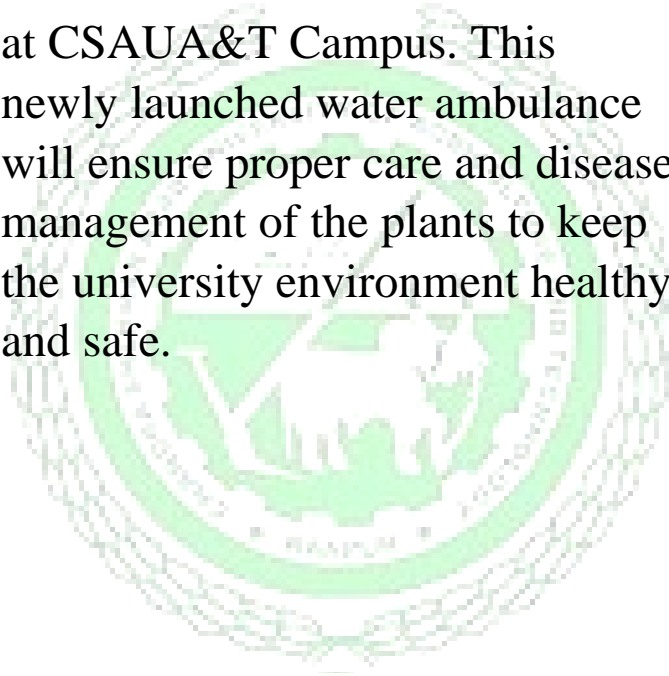 at CSAUA&T Campus. This
newly launched water ambulance
will ensure proper care and disease
management of the plants to keep
the university environment healthy
and safe.